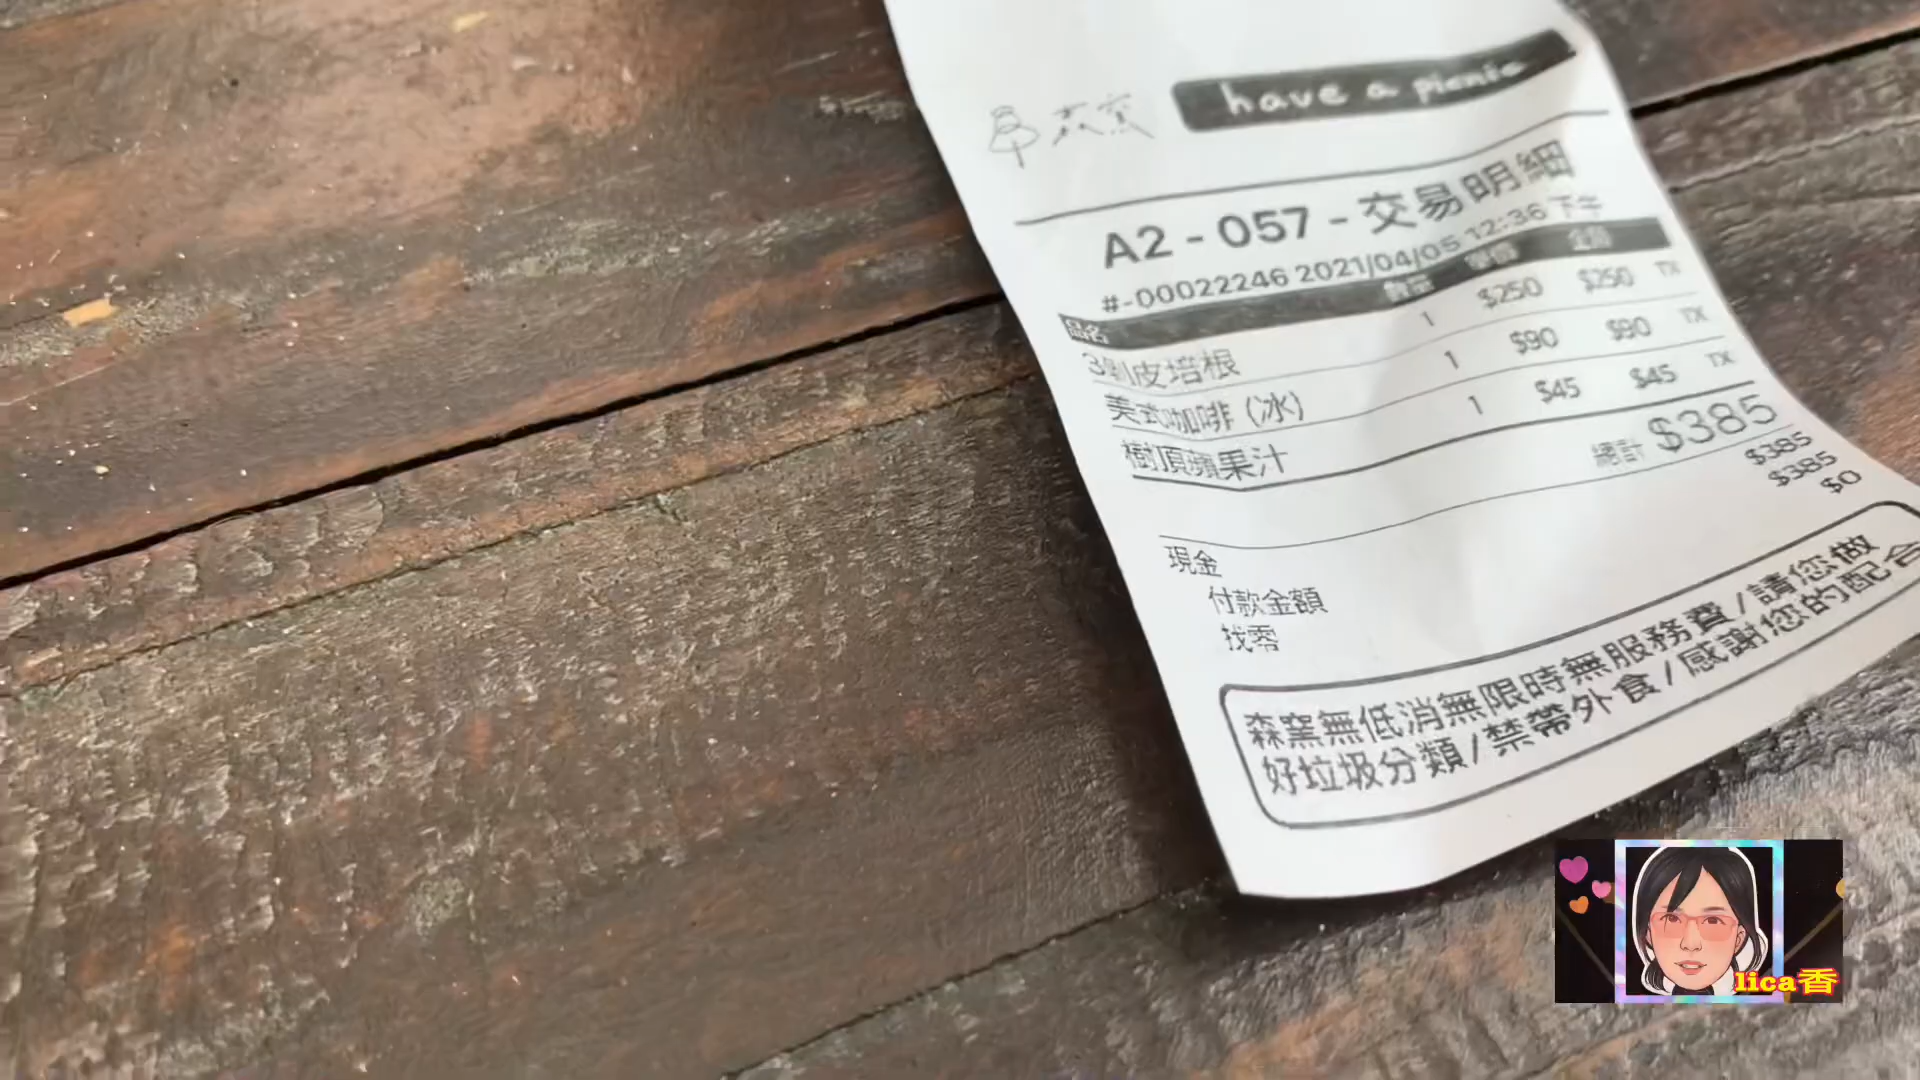 森窯
have a picnic
A2 - 057 - 交易明細
#-00022246 2021/04/05 12:36 下午
品名 數量 單價 金額
3剝皮培根 1 $250 $250 TX
美式咖啡 (冰) 1 $90 $90 TX
樹頂蘋果汁 1 $45 $45 TX
總計 $385
現金 $385
付款金額 $385
找零 $0
森窯無低消無限時無服務費/請您做
好垃圾分類/禁帶外食/感謝您的配合
lica香